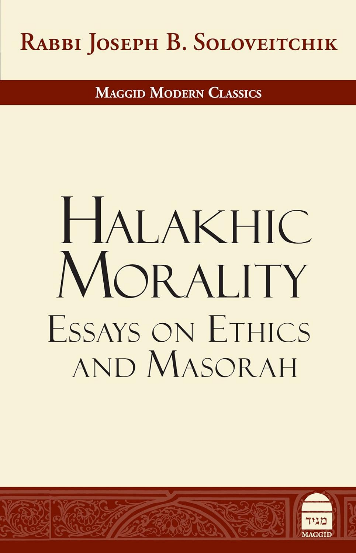 Rabbi Joseph B. Soloveitchik
Maggid Modern Classics
Halakhic
Morality
Essays on Ethics
and Masorah
מגיד
MAGGID